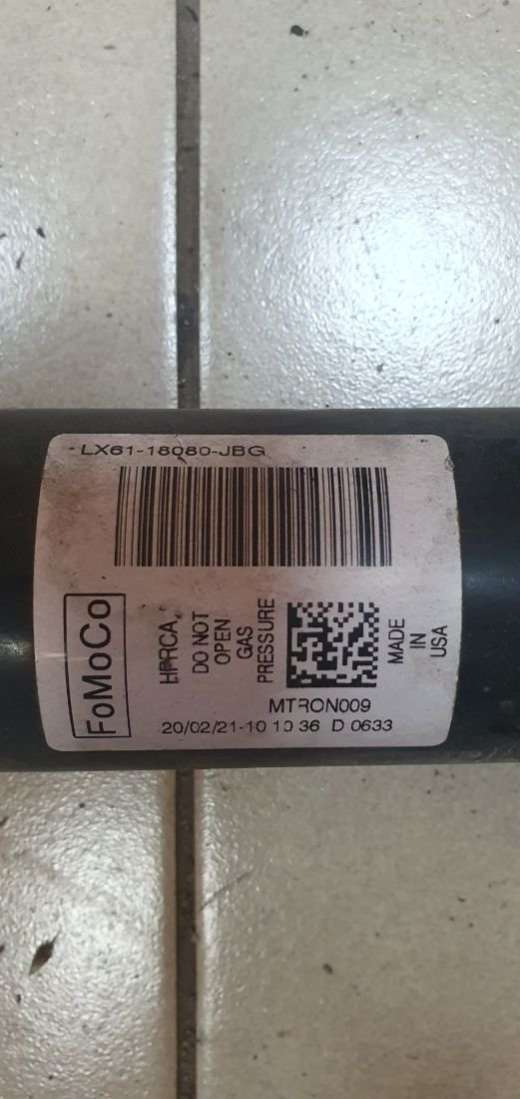 LX61-18080-JBG
FoMoCo
HPRCA
DO NOT
OPEN
GAS
PRESSURE
MADE
IN
USA
MTRON009
20/02/21-10 10 36 D 0633